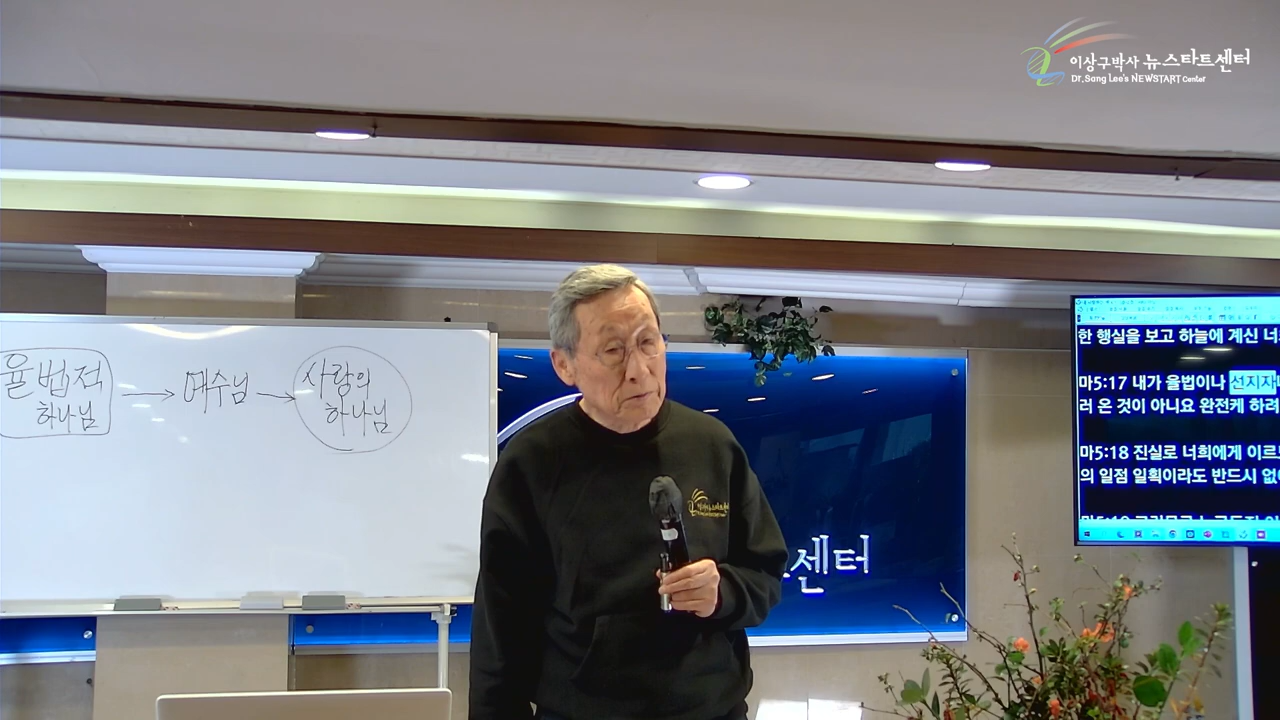 이상구박사 뉴스타트센터
Dr. Sang Lee's NEWSTART Center
율법적
하나님
예수님
사랑의
하나님
센터
한 행실을 보고 하늘에 계신 너
마5:17 내가 율법이나 선지자
러 온 것이 아니요 완전케 하려
마5:18 진실로 너희에게 이르
의 일점 일획이라도 반드시 없